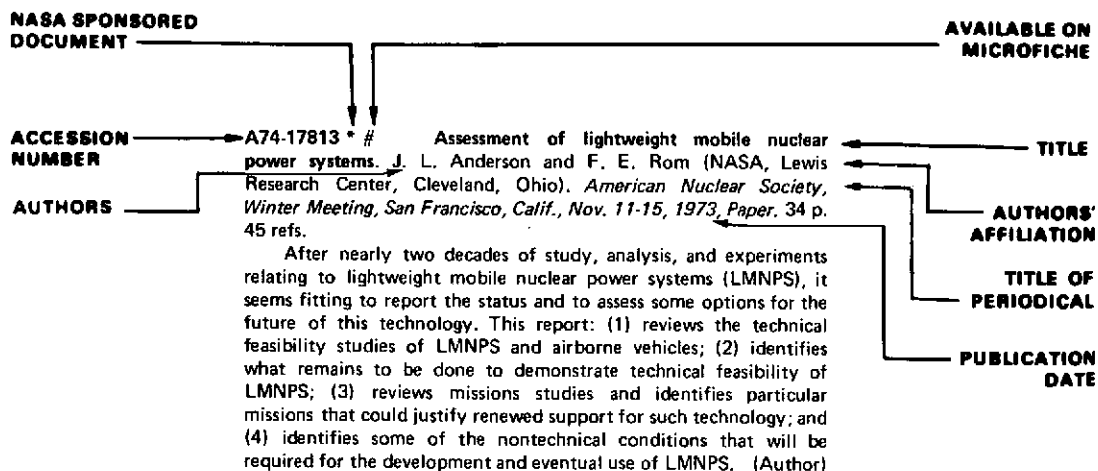 NASA SPONSORED
DOCUMENT
AVAILABLE ON
MICROFICHE
ACCESSION
NUMBER
AUTHORS
A74-17813 * # Assessment of lightweight mobile nuclear
power systems. J. L. Anderson and F. E. Rom (NASA, Lewis
Research Center, Cleveland, Ohio). American Nuclear Society,
Winter Meeting, San Francisco, Calif., Nov. 11-15, 1973, Paper. 34 p.
45 refs.
After nearly two decades of study, analysis, and experiments
relating to lightweight mobile nuclear power systems (LMNPS), it
seems fitting to report the status and to assess some options for the
future of this technology. This report: (1) reviews the technical
feasibility studies of LMNPS and airborne vehicles; (2) identifies
what remains to be done to demonstrate technical feasibility of
LMNPS; (3) reviews missions studies and identifies particular
missions that could justify renewed support for such technology; and
(4) identifies some of the nontechnical conditions that will be
required for the development and eventual use of LMNPS. (Author)
TITLE
AUTHORS'
AFFILIATION
TITLE OF
PERIODICAL
PUBLICATION
DATE